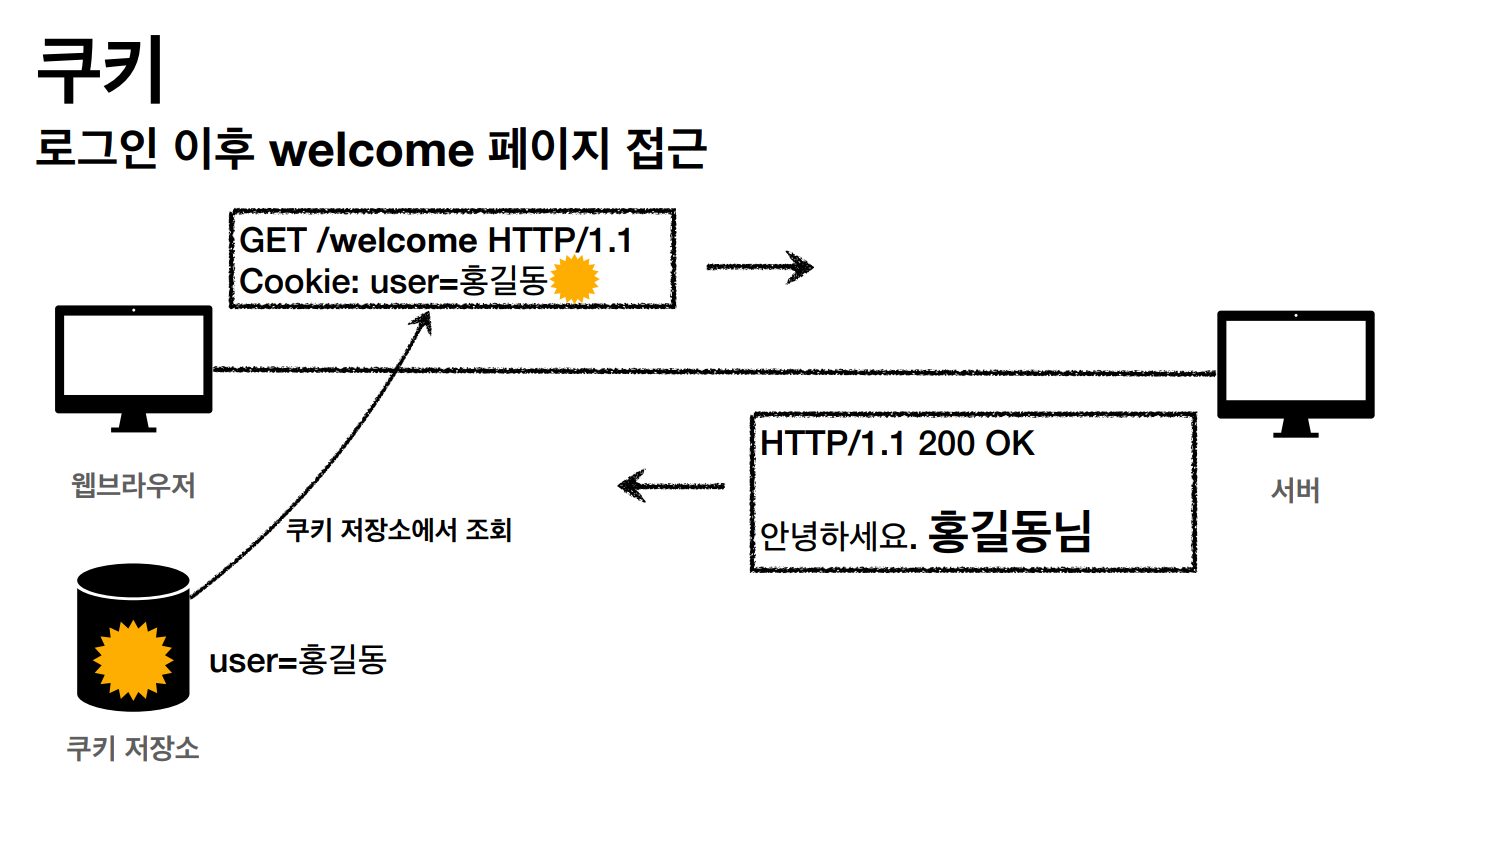 쿠키
로그인 이후 welcome 페이지 접근
GET /welcome HTTP/1.1
Cookie: user=홍길동
웹브라우저
HTTP/1.1 200 OK
안녕하세요. 홍길동님
서버
쿠키 저장소에서 조회
user=홍길동
쿠키 저장소